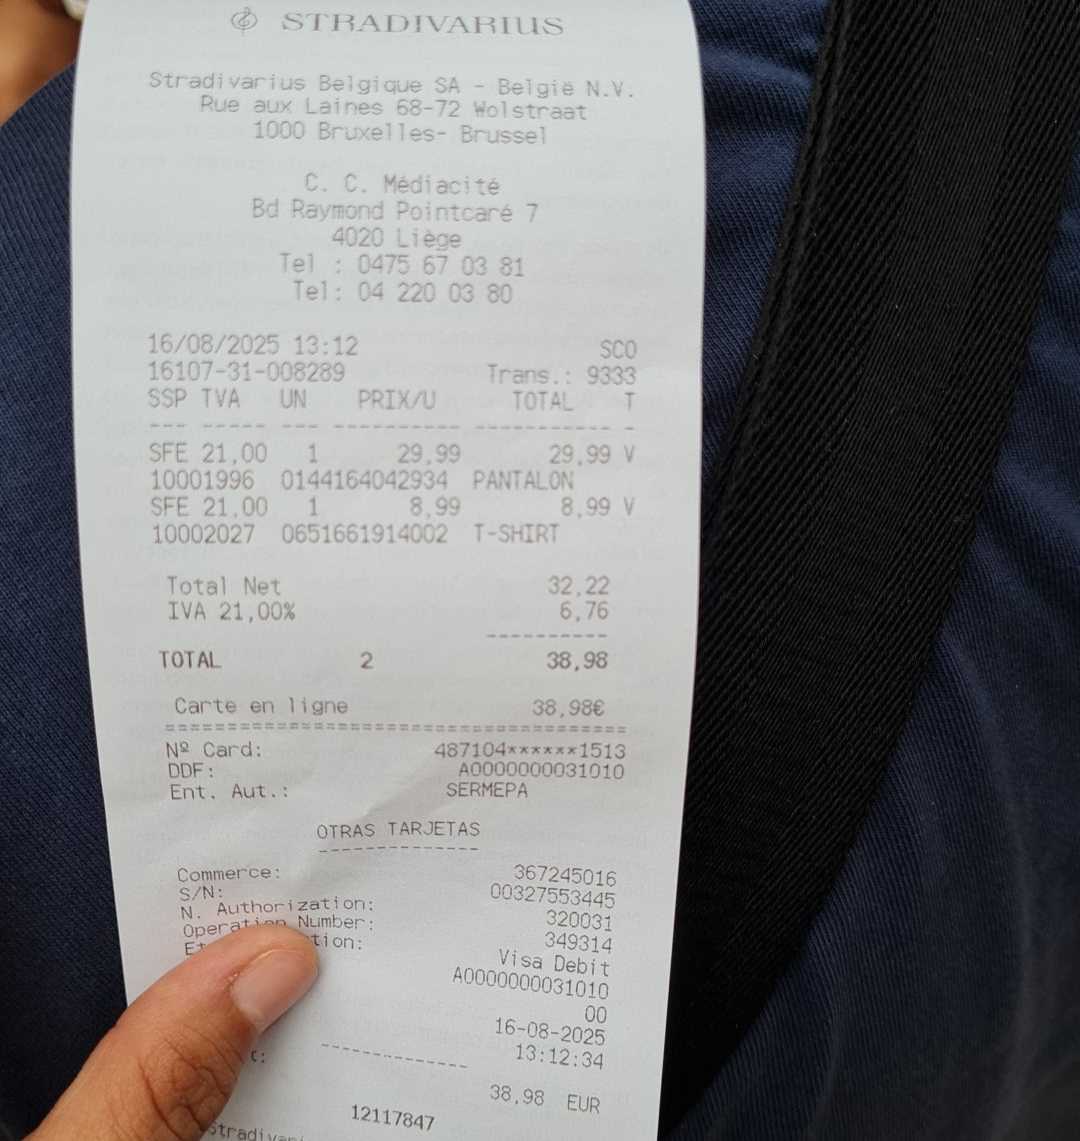 STRADIVARIUS
Stradivarius Belgique SA - België N.V.
Rue aux Laines 68-72 Wolstraat
1000 Bruxelles- Brussel
C. C. Médiacité
Bd Raymond Pointcaré 7
4020 Liège
Tel : 0475 67 03 81
Tel: 04 220 03 80
16/08/2025 13:12 SCO
16107-31-008289 Trans.: 9333
SSP TVA UN PRIX/U TOTAL T
SFE 21,00 1 29,99 29,99 V
10001996 0144164042934 PANTALON
SFE 21,00 1 8,99 8,99 V
10002027 0651661914002 T-SHIRT
Total Net 32,22
IVA 21,00% 6,76
TOTAL 2 38,98
Carte en ligne 38,98€
Nº Card: 487104******1513
DDF: A0000000031010
Ent. Aut.: SERMEPA
OTRAS TARJETAS
Commerce: 367245016
S/N: 00327553445
N. Authorization: 320031
Operation Number: 349314
Visa Debit
A0000000031010
00
16-08-2025
13:12:34
38,98 EUR
12117847